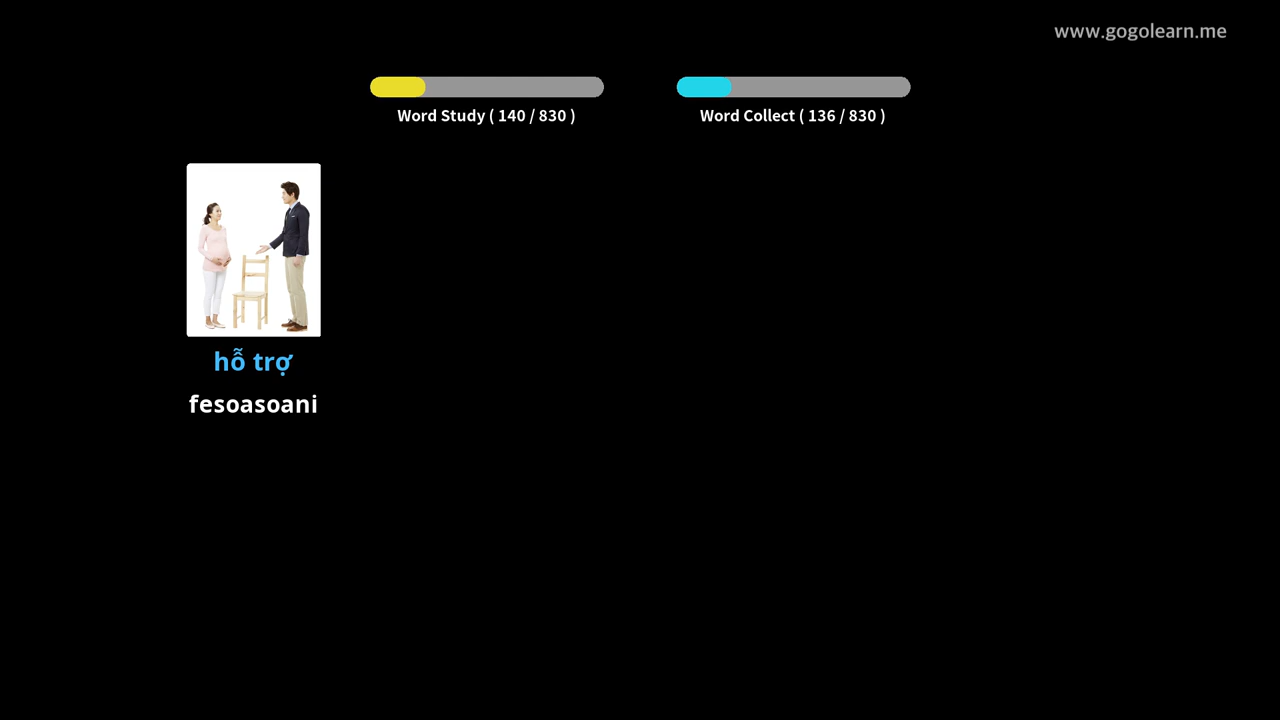 www.gogolearn.me
Word Study ( 140 / 830 )
Word Collect ( 136 / 830 )
hỗ trợ
fesoasoani